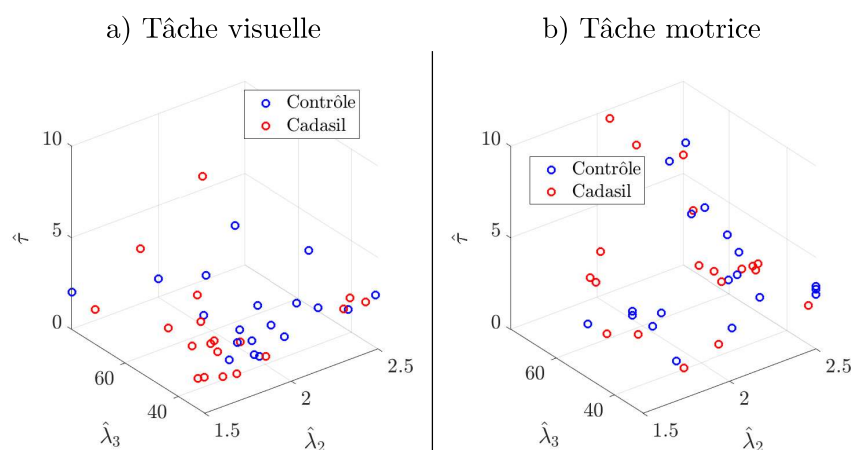 a) Tâche visuelle
b) Tâche motrice
Contrôle
Cadasil
10
5
0
τ̂
60
40
λ̂₃
1.5
2
2.5
λ̂₂
Contrôle
Cadasil
10
5
0
τ̂
60
40
λ̂₃
1.5
2
2.5
λ̂₂